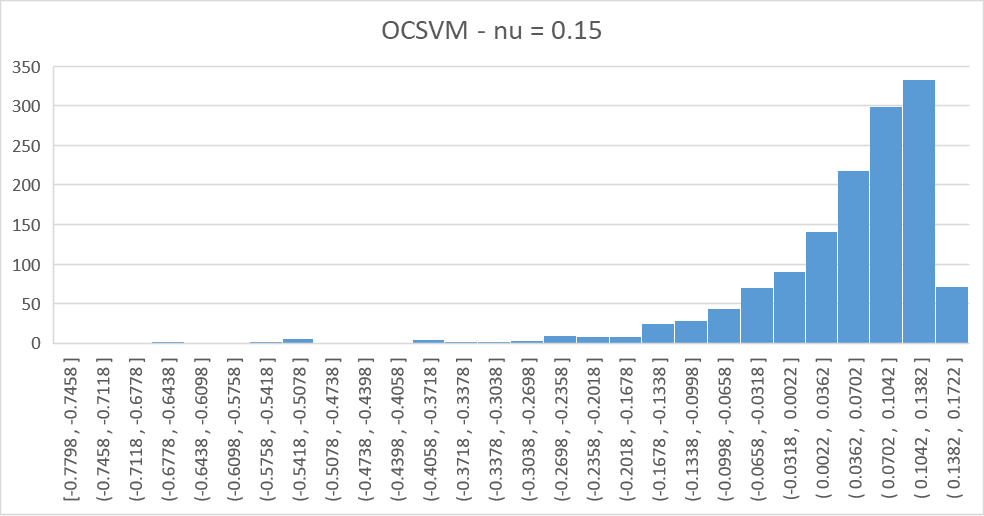 OCSVM - nu = 0.15
350
300
250
200
150
100
50
0
[-0.7798 , -0.7458 ]
(-0.7458 , -0.7118 ]
(-0.7118 , -0.6778 ]
(-0.6778 , -0.6438 ]
(-0.6438 , -0.6098 ]
(-0.6098 , -0.5758 ]
(-0.5758 , -0.5418 ]
(-0.5418 , -0.5078 ]
(-0.5078 , -0.4738 ]
(-0.4738 , -0.4398 ]
(-0.4398 , -0.4058 ]
(-0.4058 , -0.3718 ]
(-0.3718 , -0.3378 ]
(-0.3378 , -0.3038 ]
(-0.3038 , -0.2698 ]
(-0.2698 , -0.2358 ]
(-0.2358 , -0.2018 ]
(-0.2018 , -0.1678 ]
(-0.1678 , -0.1338 ]
(-0.1338 , -0.0998 ]
(-0.0998 , -0.0658 ]
(-0.0658 , -0.0318 ]
(-0.0318 , 0.0022 ]
( 0.0022 , 0.0362 ]
( 0.0362 , 0.0702 ]
( 0.0702 , 0.1042 ]
( 0.1042 , 0.1382 ]
( 0.1382 , 0.1722 ]